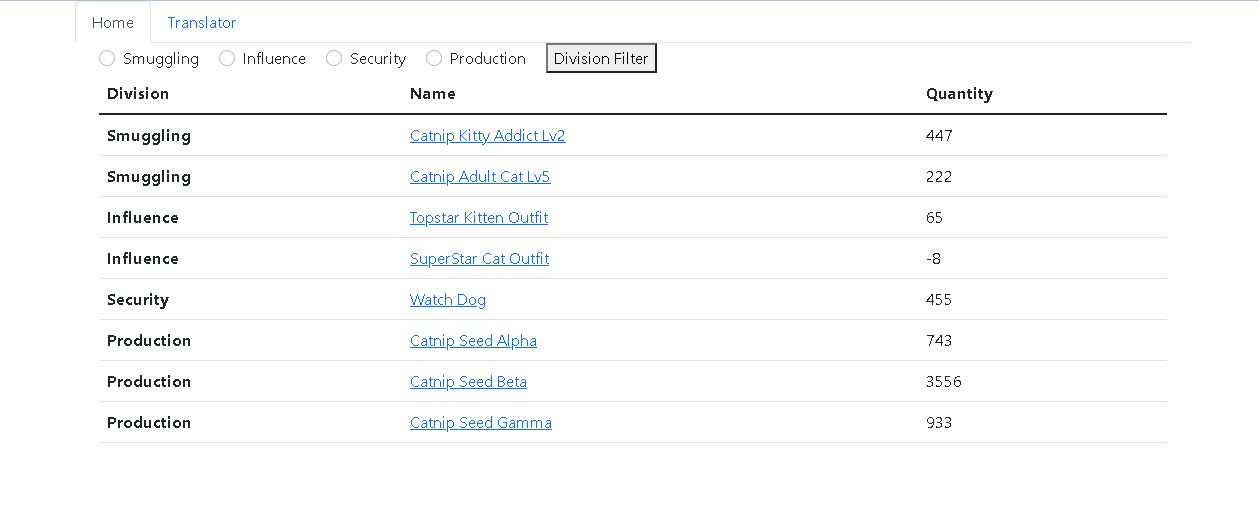 Home Translator
Smuggling Influence Security Production Division Filter
Division Name Quantity
Smuggling Catnip Kitty Addict Lv2 447
Smuggling Catnip Adult Cat Lv5 222
Influence Topstar Kitten Outfit 65
Influence SuperStar Cat Outfit -8
Security Watch Dog 455
Production Catnip Seed Alpha 743
Production Catnip Seed Beta 3556
Production Catnip Seed Gamma 933